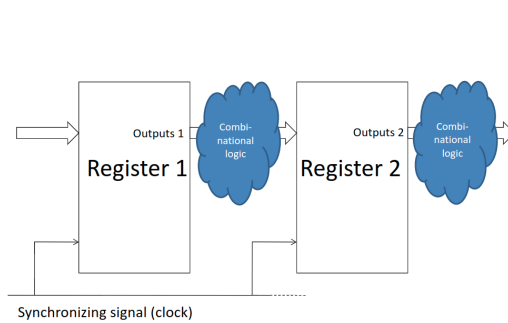 Outputs 1
Register 1
Combi-
national
logic
Outputs 2
Register 2
Combi-
national
logic
Synchronizing signal (clock)